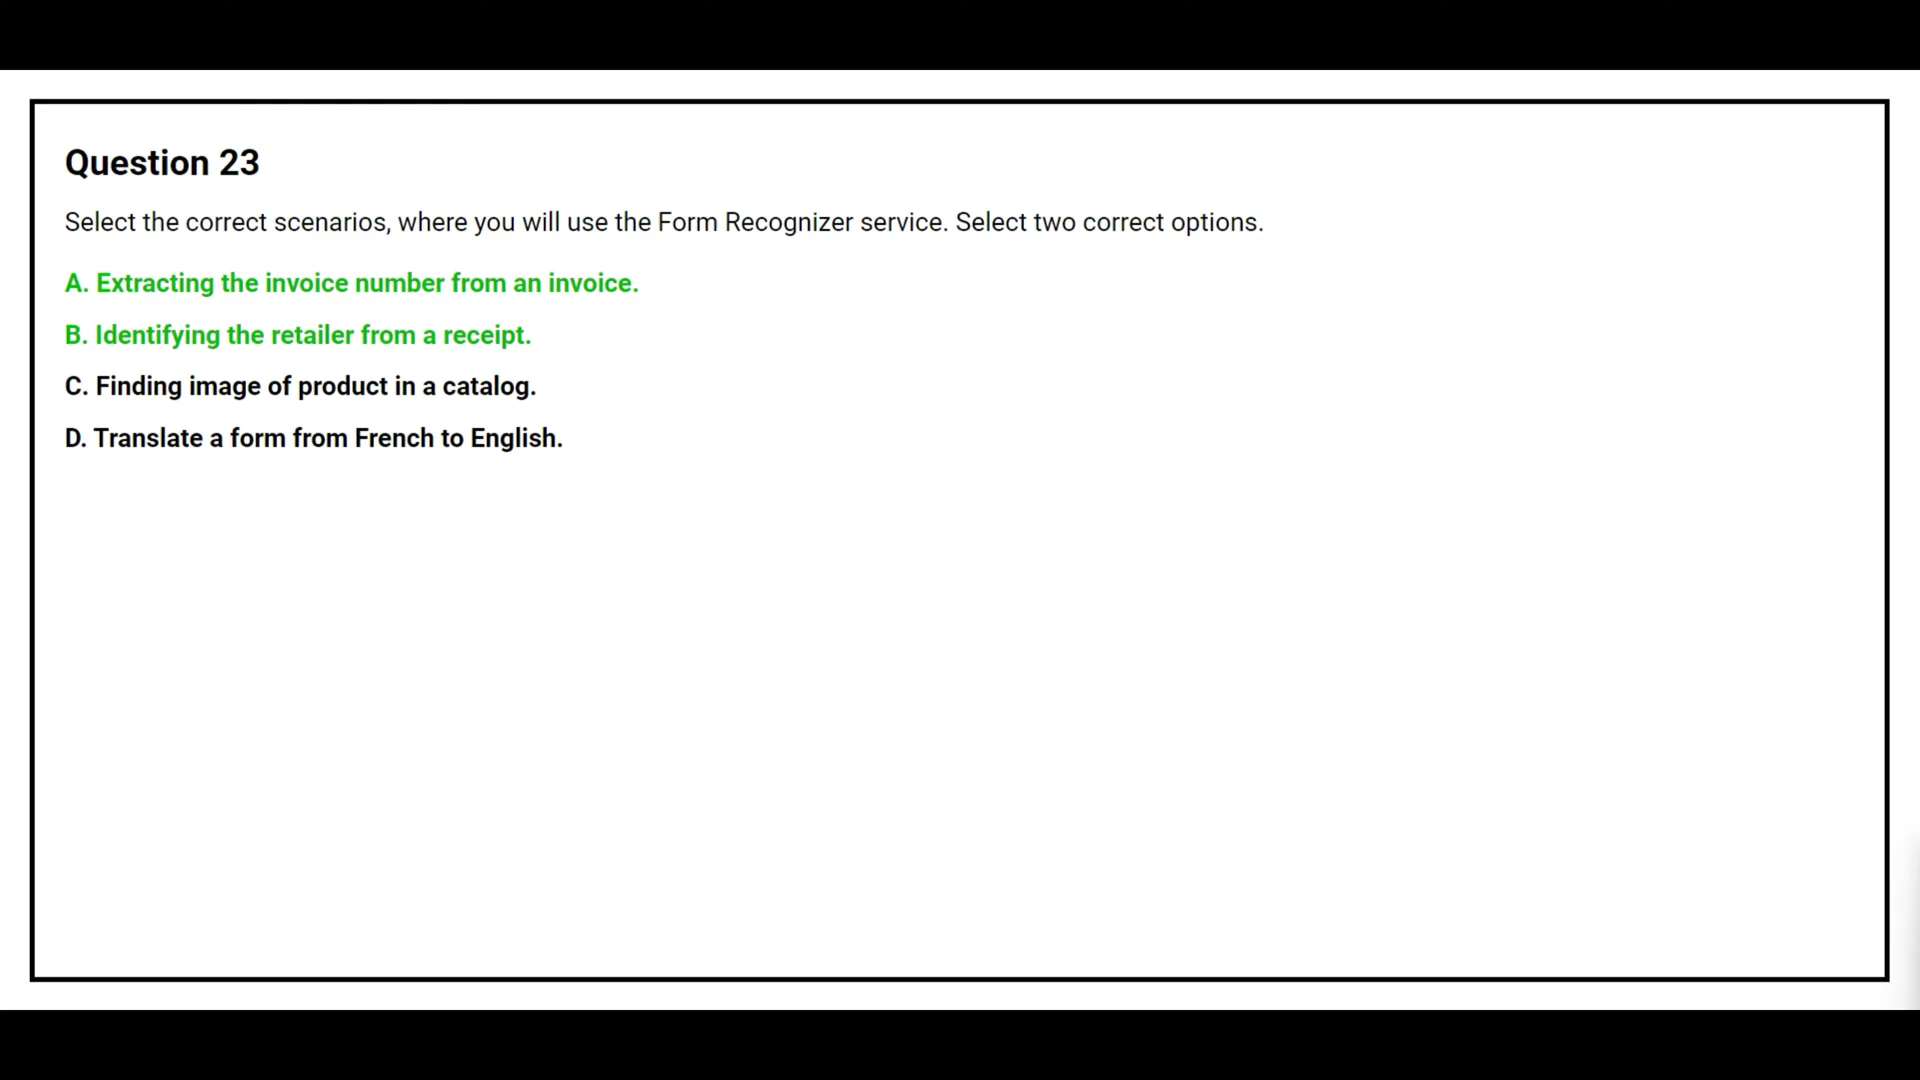 Question 23
Select the correct scenarios, where you will use the Form Recognizer service. Select two correct options.
A. Extracting the invoice number from an invoice.
B. Identifying the retailer from a receipt.
C. Finding image of product in a catalog.
D. Translate a form from French to English.